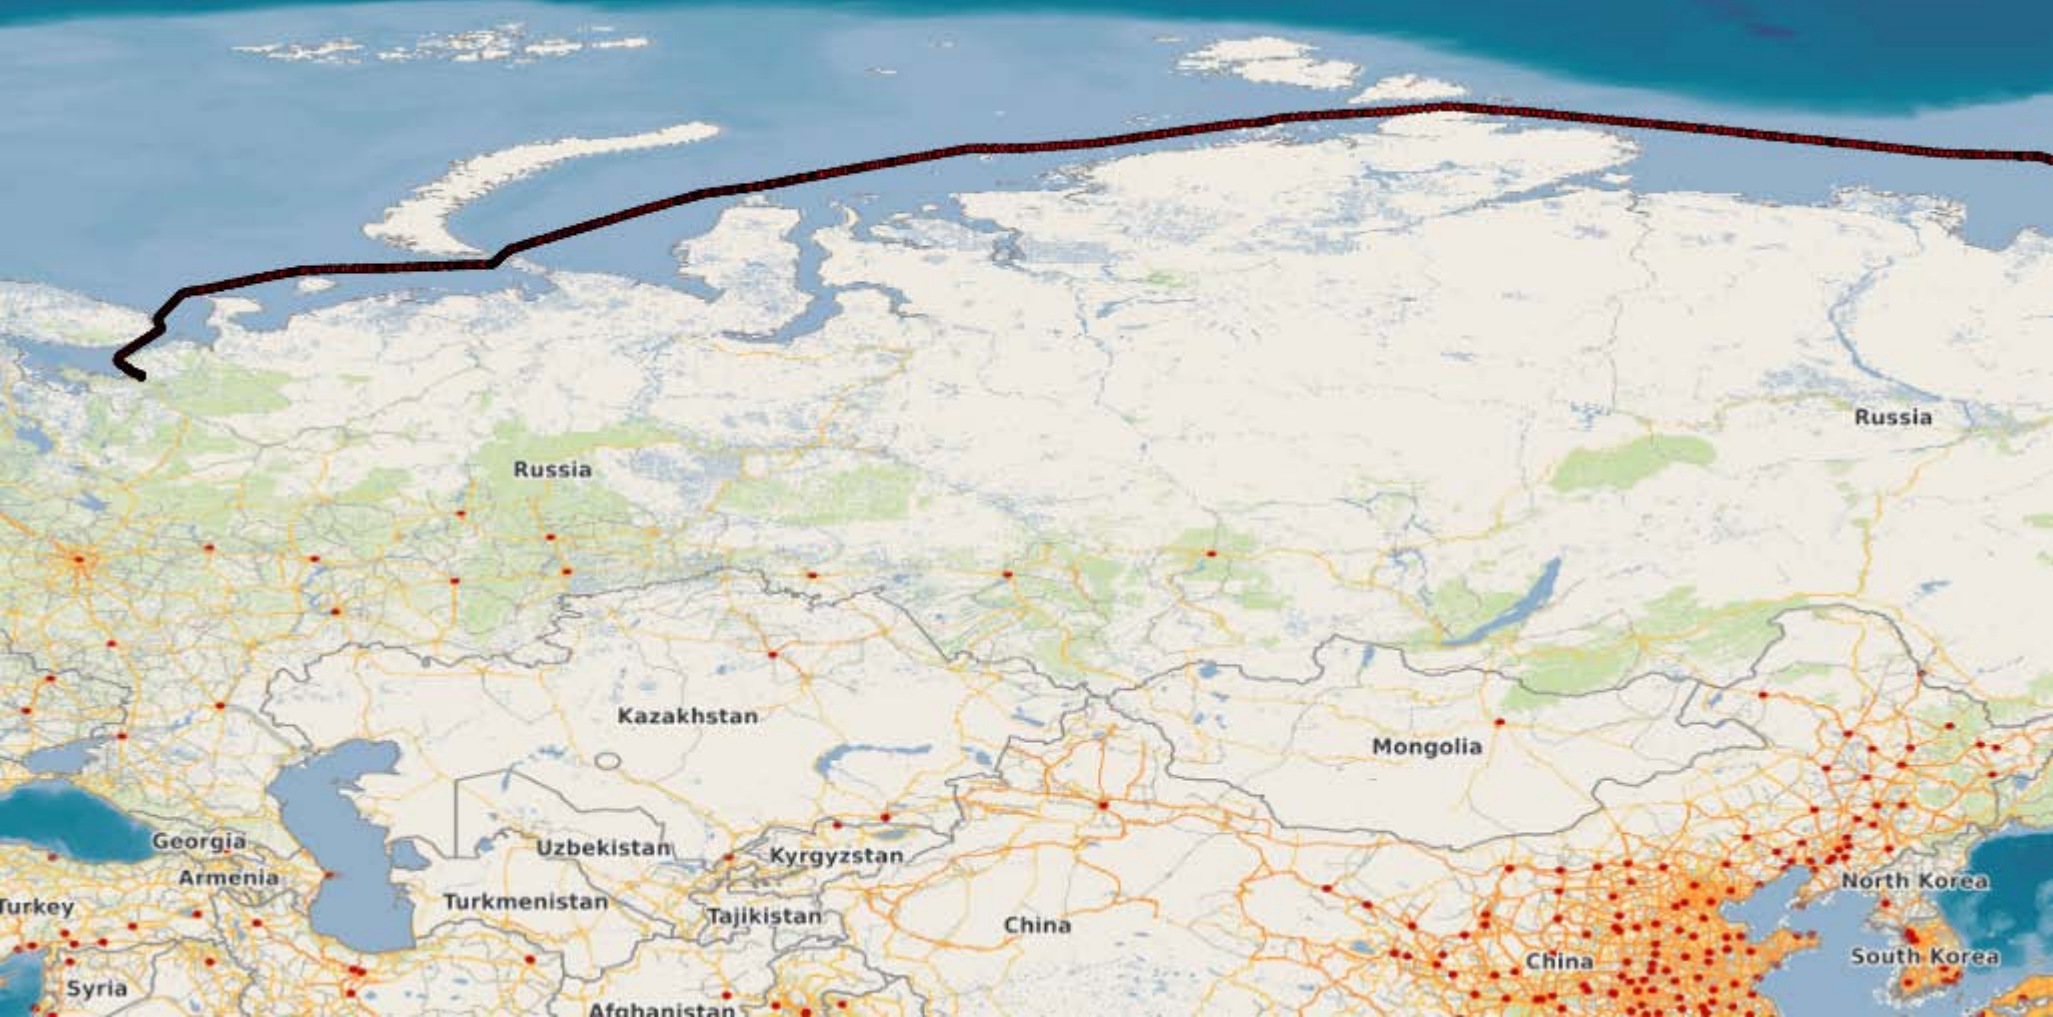 Russia
Russia
Kazakhstan
Mongolia
Georgia
Uzbekistan
Kyrgyzstan
Armenia
North Korea
Turkey
Turkmenistan
Tajikistan
China
South Korea
China
Syria
Afghanistan